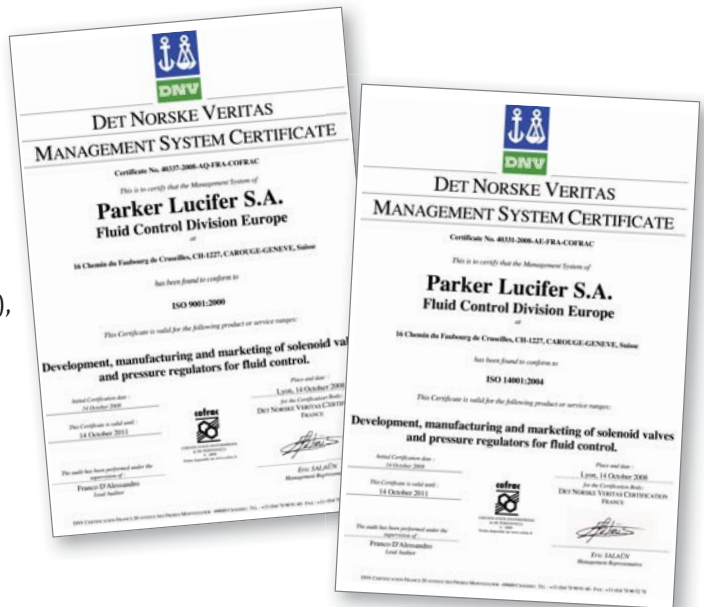 ),
DNV
DET NORSKE VERITAS
MANAGEMENT SYSTEM CERTIFICATE
Certificate No. 40337-2008-AQ-FRA-COFRAC
This is to certify that the Management System of
Parker Lucifer S.A.
Fluid Control Division Europe
at
16 Chemin du Faubourg de Cruseilles, CH-1227, CAROUGE-GENEVE, Suisse
has been found to conform to
ISO 9001:2000
This Certificate is valid for the following product or service ranges:
Development, manufacturing and marketing of solenoid val
and pressure regulators for fluid control.
Initial Certification date :
14 October 2008
This Certificate is valid until :
14 October 2011
The audit has been performed under the
supervision of
Franco D'Alessandro
Lead Auditor
cofrac
Place and date :
Lyon, 14 October 2008
for the Certification Body:
DET NORSKE VERITAS CERTIF
FRANCE
Eric SALAÜN
Management Represent
DNV
DET NORSKE VERITAS
MANAGEMENT SYSTEM CERTIFICATE
Certificate No. 40331-2008-AE-FRA-COFRAC
This is to certify that the Management System of
Parker Lucifer S.A.
Fluid Control Division Europe
at
16 Chemin du Faubourg de Cruseilles, CH-1227, CAROUGE-GENEVE, Suisse
has been found to conform to
ISO 14001:2004
This Certificate is valid for the following product or service ranges:
Development, manufacturing and marketing of solenoid valves
and pressure regulators for fluid control.
Initial Certification date :
14 October 2008
This Certificate is valid until :
14 October 2011
The audit has been performed under the
supervision of
Franco D'Alessandro
Lead Auditor
cofrac
Place and date :
Lyon, 14 October 2008
for the Certification Body:
DET NORSKE VERITAS CERTIFICATION
FRANCE
Eric SALAÜN
Management Representative